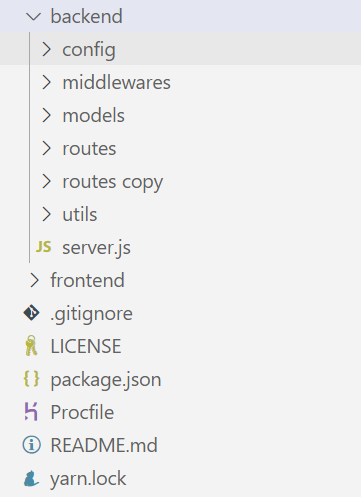 backend
config
middlewares
models
routes
routes copy
utils
JS server.js
frontend
.gitignore
LICENSE
{ } package.json
Procfile
README.md
yarn.lock